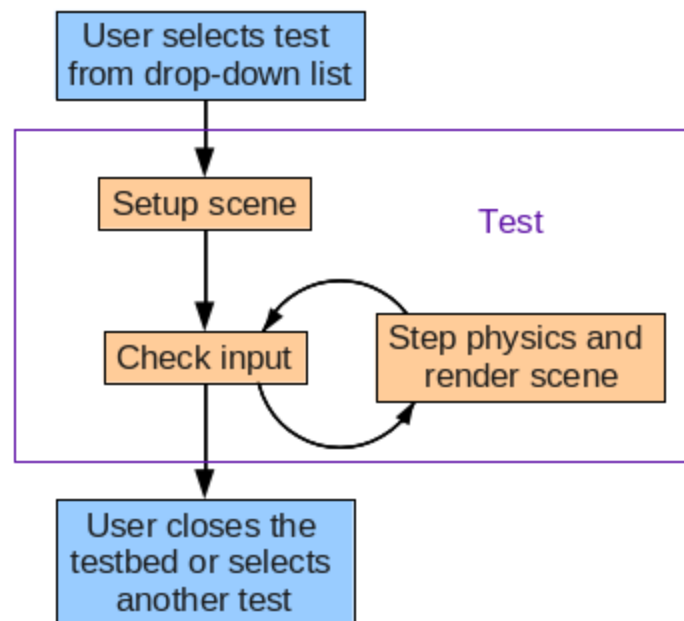 User selects test
from drop-down list
Setup scene
Test
Check input
Step physics and
render scene
User closes the
testbed or selects
another test